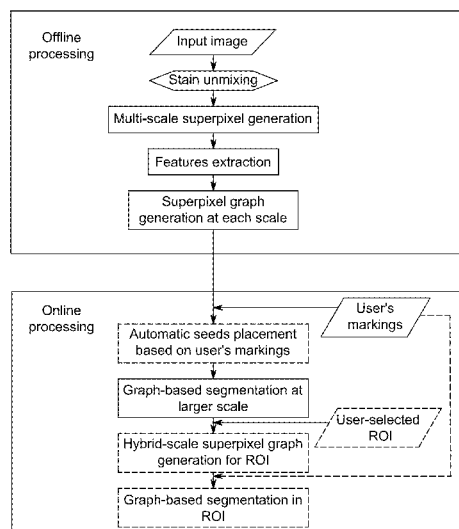 Offline
processing
Input image
Stain unmixing
Multi-scale superpixel generation
Features extraction
Superpixel graph
generation at each scale
Online
processing
User's
markings
Automatic seeds placement
based on user's markings
Graph-based segmentation at
larger scale
User-selected
ROI
Hybrid-scale superpixel graph
generation for ROI
Graph-based segmentation in
ROI